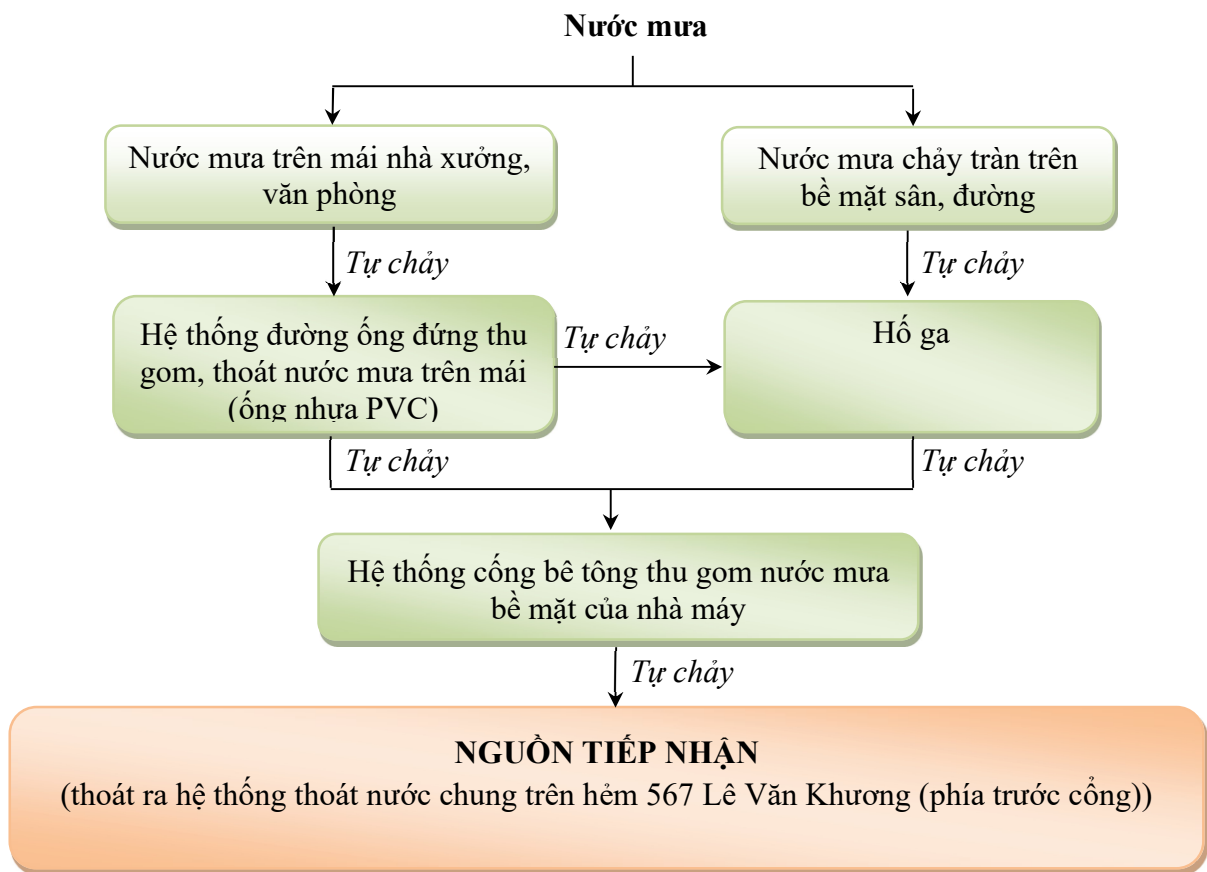 Nước mưa
Nước mưa trên mái nhà xưởng,
văn phòng
Nước mưa chảy tràn trên
bề mặt sân, đường
Tự chảy
Tự chảy
Hệ thống đường ống đứng thu
gom, thoát nước mưa trên mái
(ống nhựa PVC)
Tự chảy
Hố ga
Tự chảy
Tự chảy
Hệ thống cống bê tông thu gom nước mưa
bề mặt của nhà máy
Tự chảy
NGUỒN TIẾP NHẬN
(thoát ra hệ thống thoát nước chung trên hẻm 567 Lê Văn Khương (phía trước cổng))